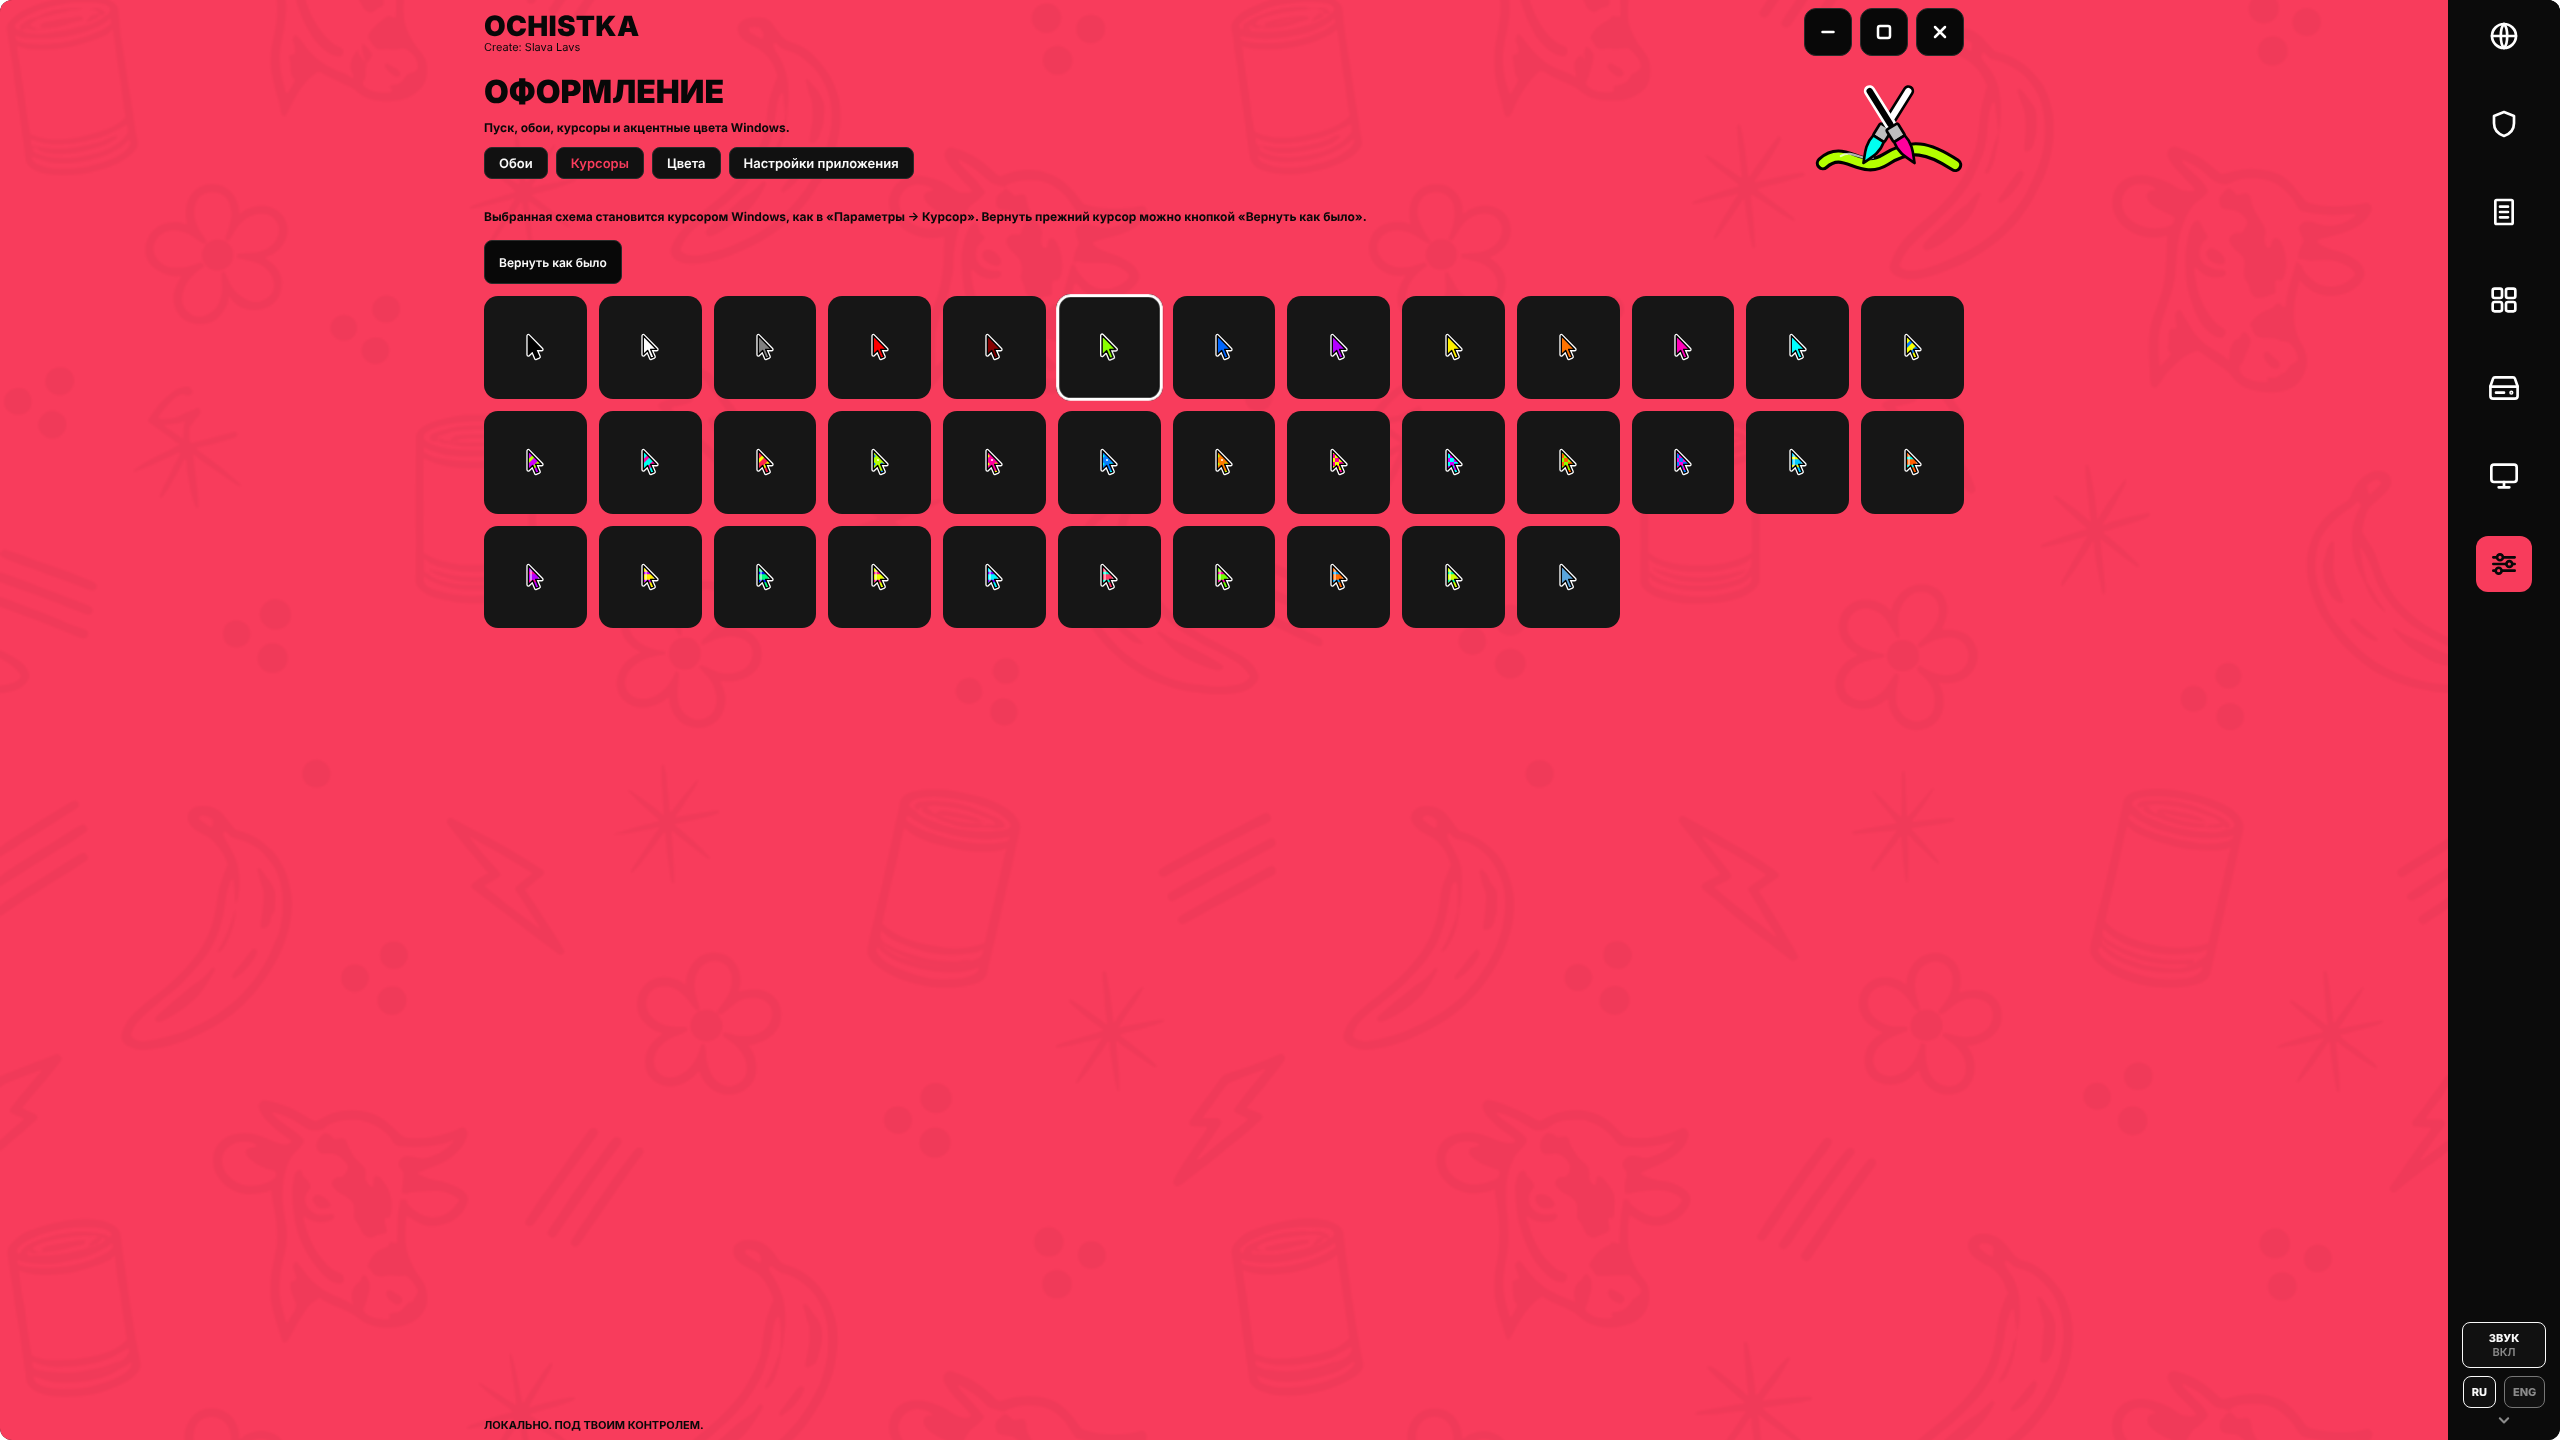 OCHISTKA
Create: Slava Lavs
ОФОРМЛЕНИЕ
Пуск, обои, курсоры и акцентные цвета Windows.
Обои
Курсоры
Цвета
Настройки приложения
Выбранная схема становится курсором Windows, как в «Параметры → Курсор». Вернуть прежний курсор можно кнопкой «Вернуть как было».
Вернуть как было
ЗВУК
ВКЛ
RU
ENG
ЛОКАЛЬНО. ПОД ТВОИМ КОНТРОЛЕМ.